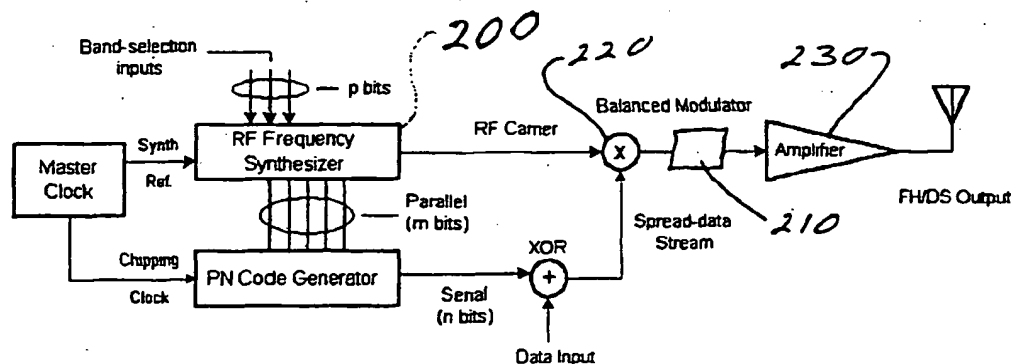 Band-selection
inputs
p bits
200
220
230
Balanced Modulator
RF Carrier
Master
Clock
Synth
Ref.
RF Frequency
Synthesizer
X
Amplifier
FH/DS Output
Parallel
(m bits)
Spread-data
Stream
210
Chipping
Clock
PN Code Generator
Serial
(n bits)
XOR
+
Data Input